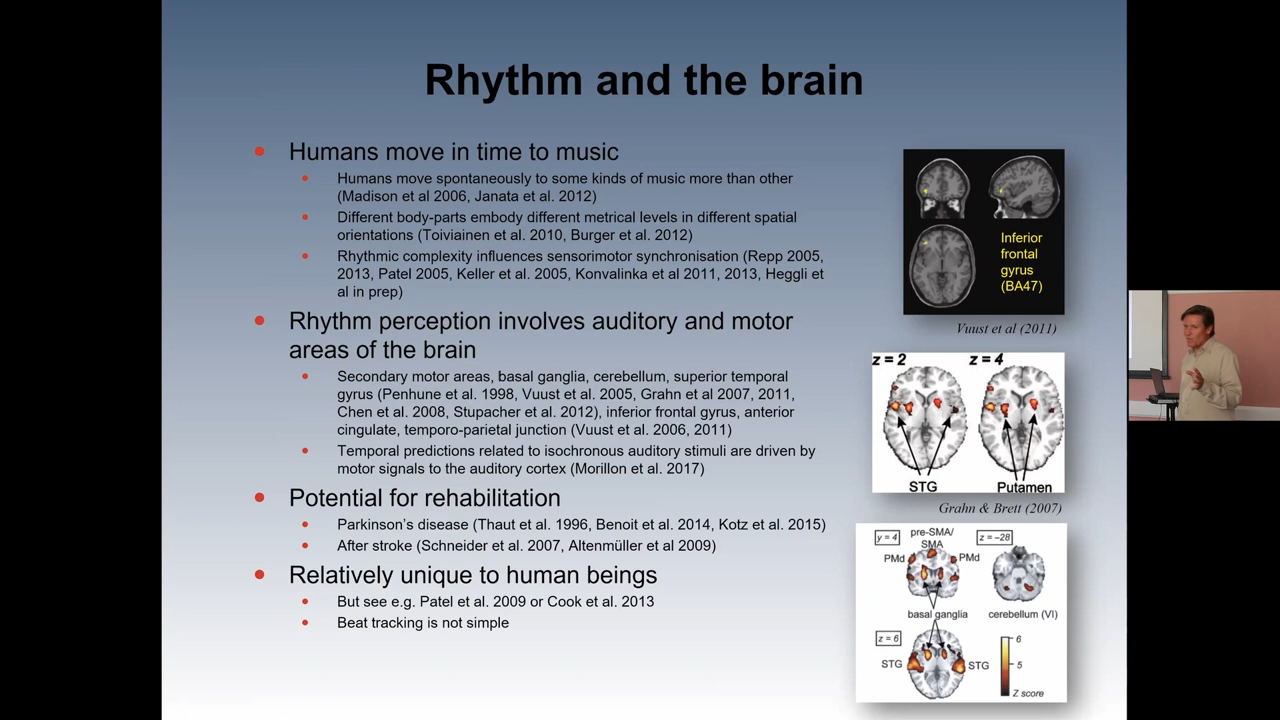 Rhythm and the brain
Humans move in time to music
Humans move spontaneously to some kinds of music more than other
(Madison et al 2006, Janata et al. 2012)
Different body-parts embody different metrical levels in different spatial
orientations (Toiviainen et al. 2010, Burger et al. 2012)
Rhythmic complexity influences sensorimotor synchronisation (Repp 2005,
2013, Patel 2005, Keller et al. 2005, Konvalinka et al 2011, 2013, Heggli et
al in prep)
Rhythm perception involves auditory and motor
areas of the brain
Secondary motor areas, basal ganglia, cerebellum, superior temporal
gyrus (Penhune et al. 1998, Vuust et al. 2005, Grahn et al 2007, 2011,
Chen et al. 2008, Stupacher et al. 2012), inferior frontal gyrus, anterior
cingulate, temporo-parietal junction (Vuust et al. 2006, 2011)
Temporal predictions related to isochronous auditory stimuli are driven by
motor signals to the auditory cortex (Morillon et al. 2017)
Potential for rehabilitation
Parkinson's disease (Thaut et al. 1996, Benoit et al. 2014, Kotz et al. 2015)
After stroke (Schneider et al. 2007, Altenmüller et al 2009)
Relatively unique to human beings
But see e.g. Patel et al. 2009 or Cook et al. 2013
Beat tracking is not simple
Inferior
frontal
gyrus
(BA47)
Vuust et al (2011)
z = 2 z = 4
STG Putamen
Grahn & Brett (2007)
y = 4 pre-SMA/ z = -28
SMA
PMd PMd
basal ganglia cerebellum (VI)
z = 6
6
STG STG 5
Z score